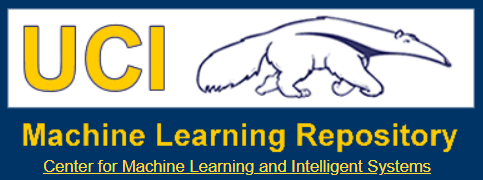 UCI
Machine Learning Repository
Center for Machine Learning and Intelligent Systems